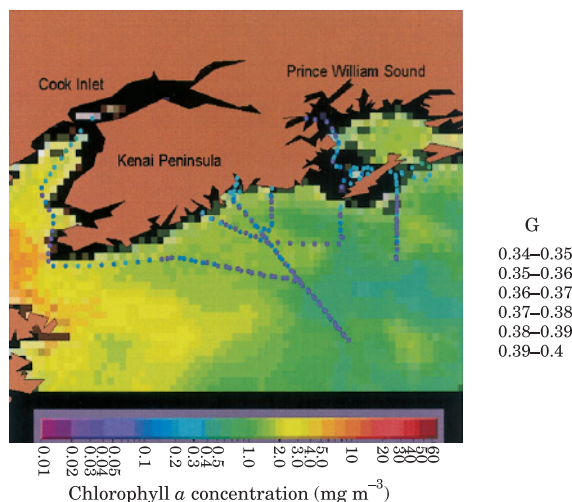 Prince William Sound
Cook Inlet
Kenai Peninsula
G
0.34–0.35
0.35–0.36
0.36–0.37
0.37–0.38
0.38–0.39
0.39–0.4
0.01 0.02 0.03 0.04 0.05 0.1 0.2 0.3 0.4 0.5 1.0 2.0 3.0 4.0 5.0 10 20 30 40 50 60
Chlorophyll a concentration (mg m⁻³)